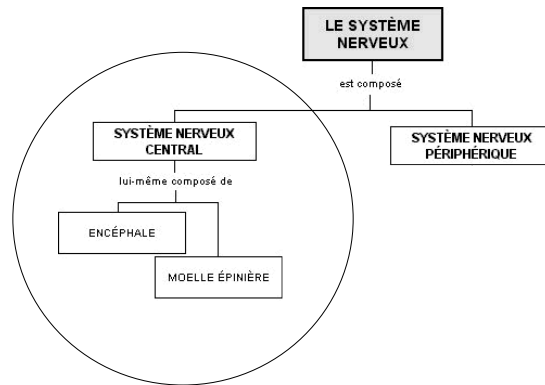 LE SYSTÈME
NERVEUX
est composé
SYSTÈME NERVEUX
CENTRAL
SYSTÈME NERVEUX
PÉRIPHÉRIQUE
lui-même composé de
ENCÉPHALE
MOELLE ÉPINIÈRE